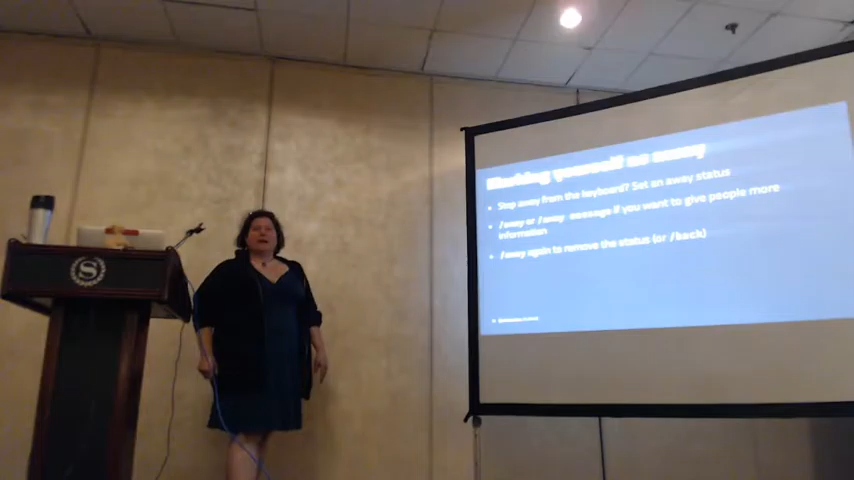 S
Marking yourself as away
• Step away from the keyboard? Set an away status
• /away or /away message if you want to give people more
information
• /away again to remove the status (or /back)